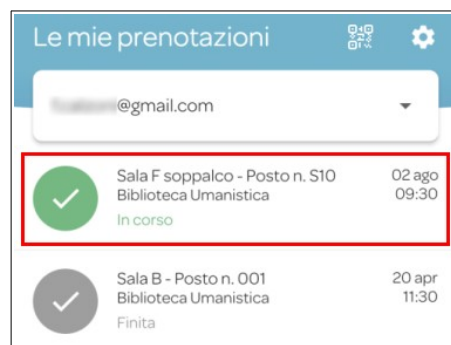 Le mie prenotazioni
@gmail.com
Sala F soppalco - Posto n. S10
02 ago
Biblioteca Umanistica
09:30
In corso
Sala B - Posto n. 001
20 apr
Biblioteca Umanistica
11:30
Finita